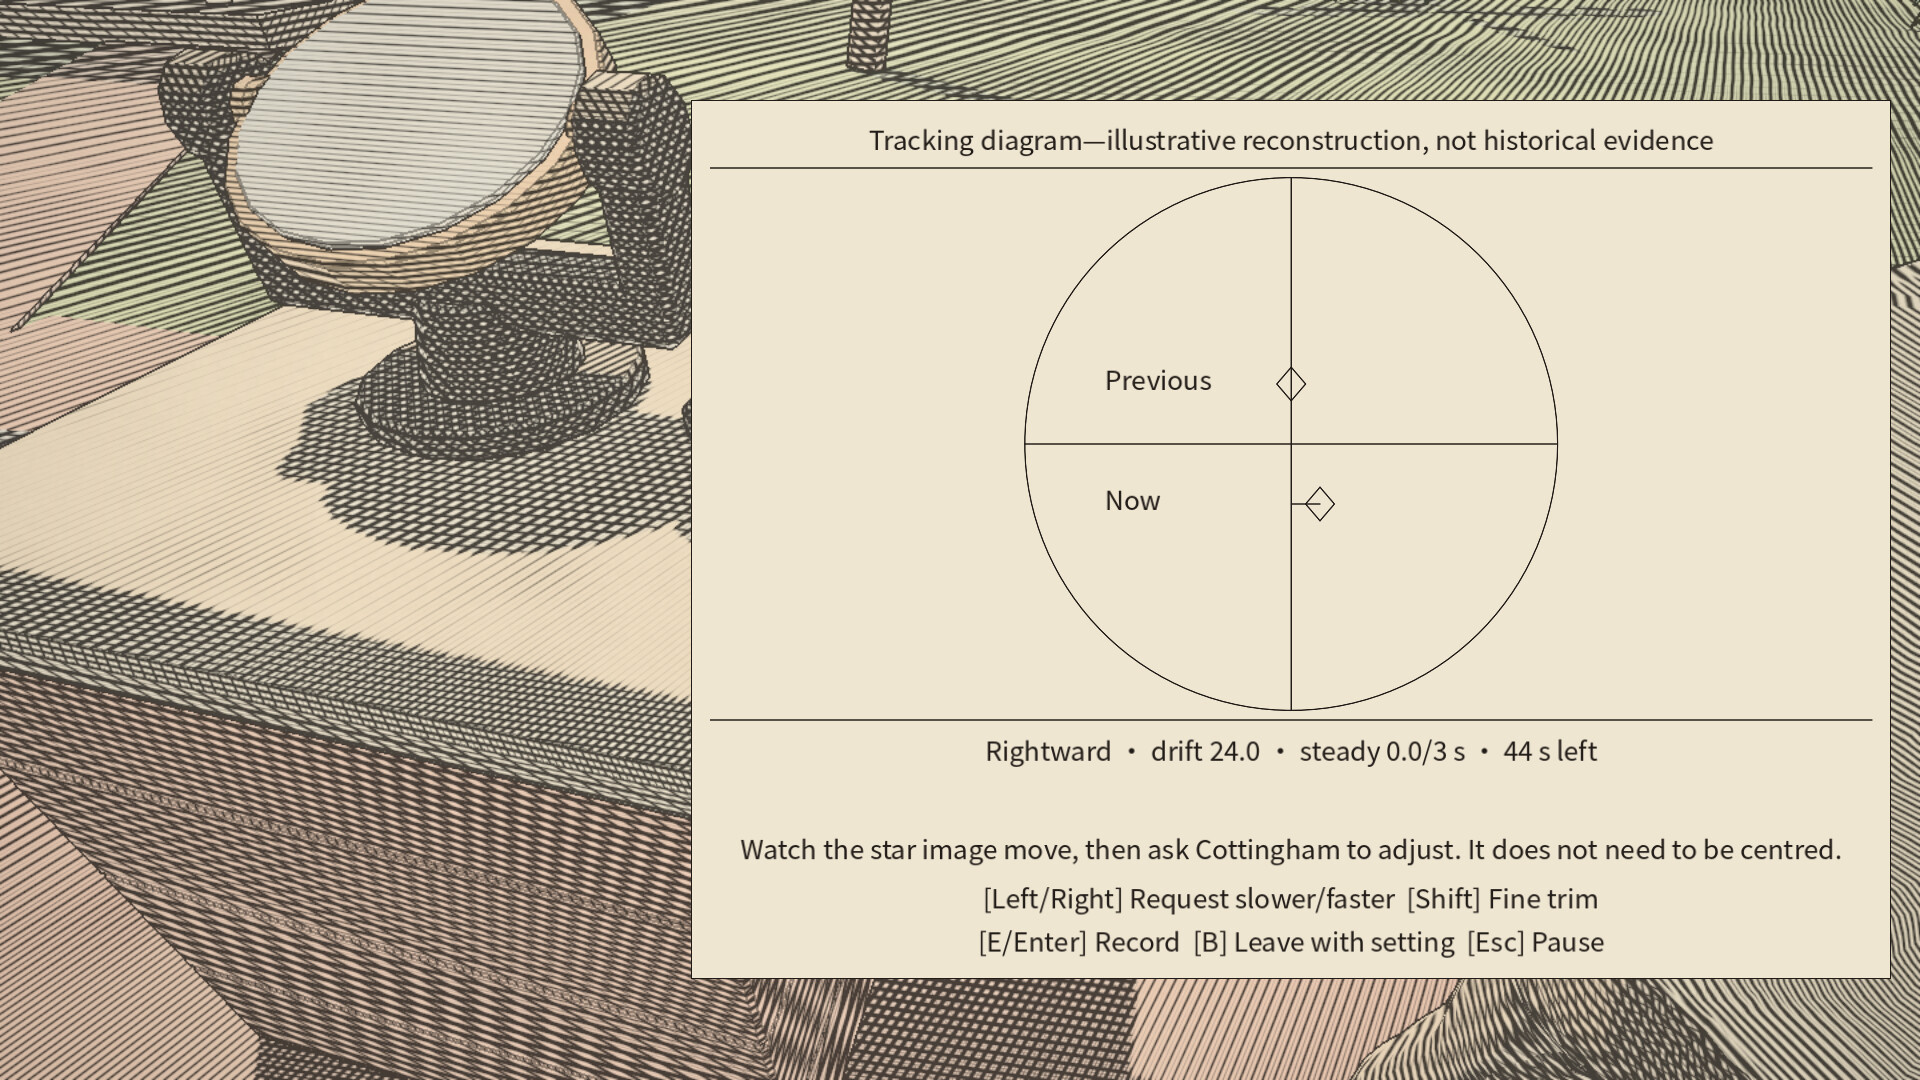 Tracking diagram—illustrative reconstruction, not historical evidence
Previous
Now
Rightward • drift 24.0 • steady 0.0/3 s • 44 s left
Watch the star image move, then ask Cottingham to adjust. It does not need to be centred.
[Left/Right] Request slower/faster [Shift] Fine trim
[E/Enter] Record [B] Leave with setting [Esc] Pause